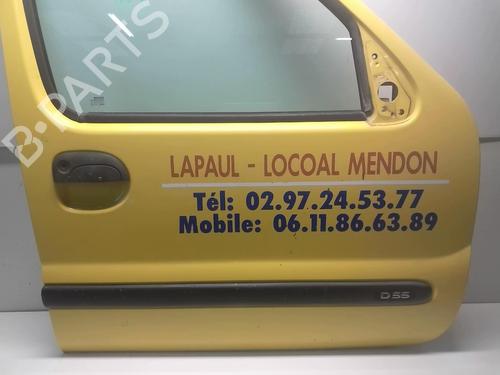 B-PARTS
LAPAUL - LOCOAL MENDON
Tél: 02.97.24.53.77
Mobile: 06.11.86.63.89
D55